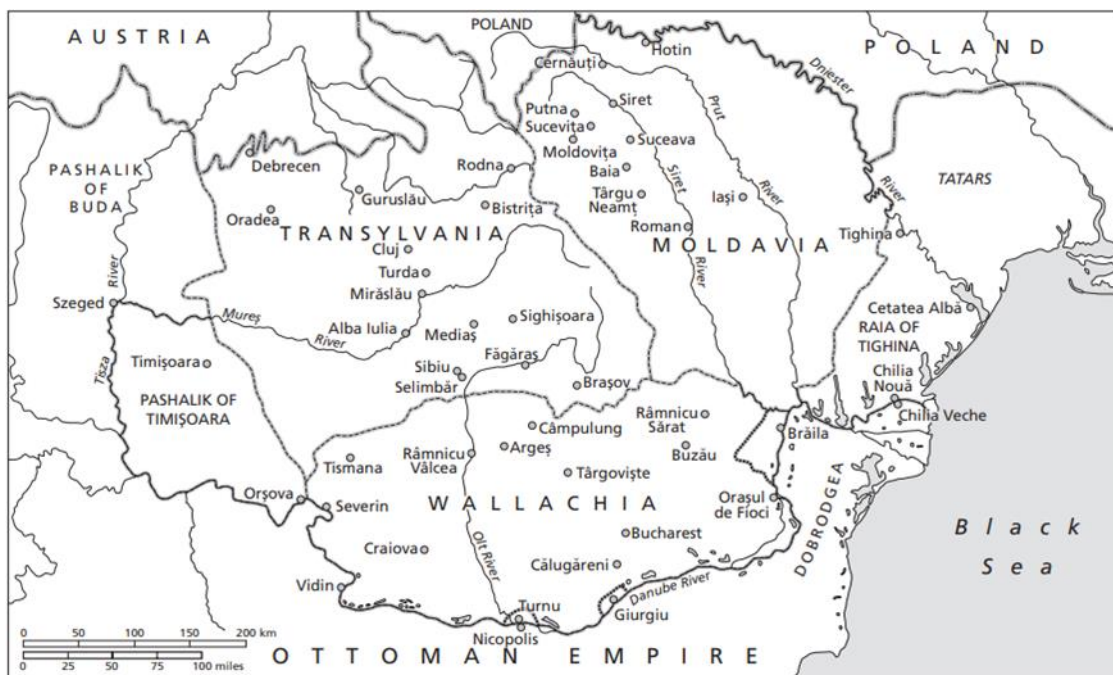 POLAND
AUSTRIA
POLAND
Hotin
Cernăuți
Dniester
River
Siret
Prut
River
Putna
Sucevița
Suceava
Moldovița
Baia
Siret
River
Târgu
Neamț
Iași
Roman
MOLDAVIA
PASHALIK
OF
BUDA
Debrecen
Rodna
Guruslău
Oradea
Bistrița
TRANSYLVANIA
Cluj
Turda
Mirăslău
TATARS
Tighina
River
Szeged
Mureș
River
Alba Iulia
Mediaș
Sighișoara
Cetatea Albă
RAIA OF
TIGHINA
Chilia
Nouă
Chilia Veche
Tisza
Timișoara
PASHALIK OF
TIMIȘOARA
Făgăraș
Sibiu
Selimbăr
Brașov
Râmnicu
Sărat
Brăila
Câmpulung
Argeș
Buzău
Râmnicu
Vâlcea
Tismana
Târgoviște
Orșova
Severin
WALLACHIA
Orașul
de Fioci
DOBRODGEA
Black
Sea
Bucharest
Craiova
Olt River
Călugăreni
Vidin
Danube River
Giurgiu
Turnu
Nicopolis
0 50 100 150 200 km
0 25 50 75 100 miles
OTTOMAN EMPIRE